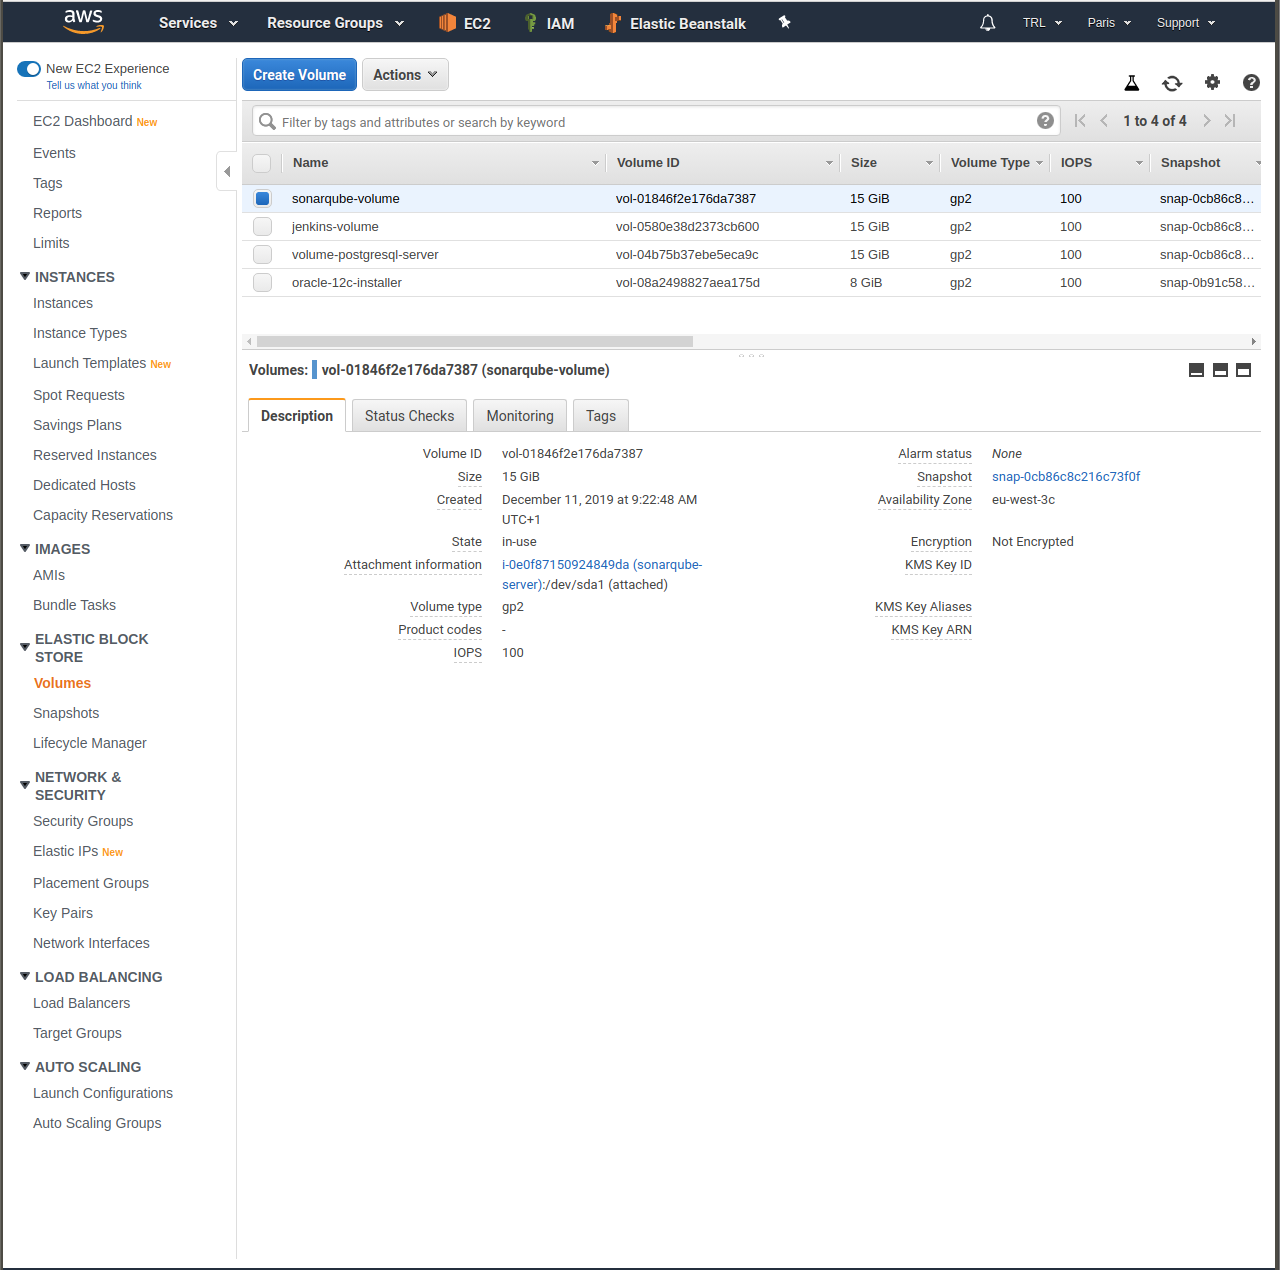 aws Services Resource Groups EC2 IAM Elastic Beanstalk TRL Paris Support
New EC2 Experience
Tell us what you think
EC2 Dashboard New
Events
Tags
Reports
Limits
INSTANCES
Instances
Instance Types
Launch Templates New
Spot Requests
Savings Plans
Reserved Instances
Dedicated Hosts
Capacity Reservations
IMAGES
AMIs
Bundle Tasks
ELASTIC BLOCK
STORE
Volumes
Snapshots
Lifecycle Manager
NETWORK &
SECURITY
Security Groups
Elastic IPs New
Placement Groups
Key Pairs
Network Interfaces
LOAD BALANCING
Load Balancers
Target Groups
AUTO SCALING
Launch Configurations
Auto Scaling Groups
Create Volume Actions
Filter by tags and attributes or search by keyword 1 to 4 of 4
Name Volume ID Size Volume Type IOPS Snapshot
sonarqube-volume vol-01846f2e176da7387 15 GiB gp2 100 snap-0cb86c8...
jenkins-volume vol-0580e38d2373cb600 15 GiB gp2 100 snap-0cb86c8...
volume-postgresql-server vol-04b75b37ebe5eca9c 15 GiB gp2 100 snap-0cb86c8...
oracle-12c-installer vol-08a2498827aea175d 8 GiB gp2 100 snap-0b91c58...
Volumes: vol-01846f2e176da7387 (sonarqube-volume)
Description Status Checks Monitoring Tags
Volume ID vol-01846f2e176da7387 Alarm status None
Size 15 GiB Snapshot snap-0cb86c8c216c73f0f
Created December 11, 2019 at 9:22:48 AM Availability Zone eu-west-3c
UTC+1
State in-use Encryption Not Encrypted
Attachment information i-0e0f87150924849da (sonarqube- KMS Key ID
server):/dev/sda1 (attached)
Volume type gp2 KMS Key Aliases
Product codes - KMS Key ARN
IOPS 100